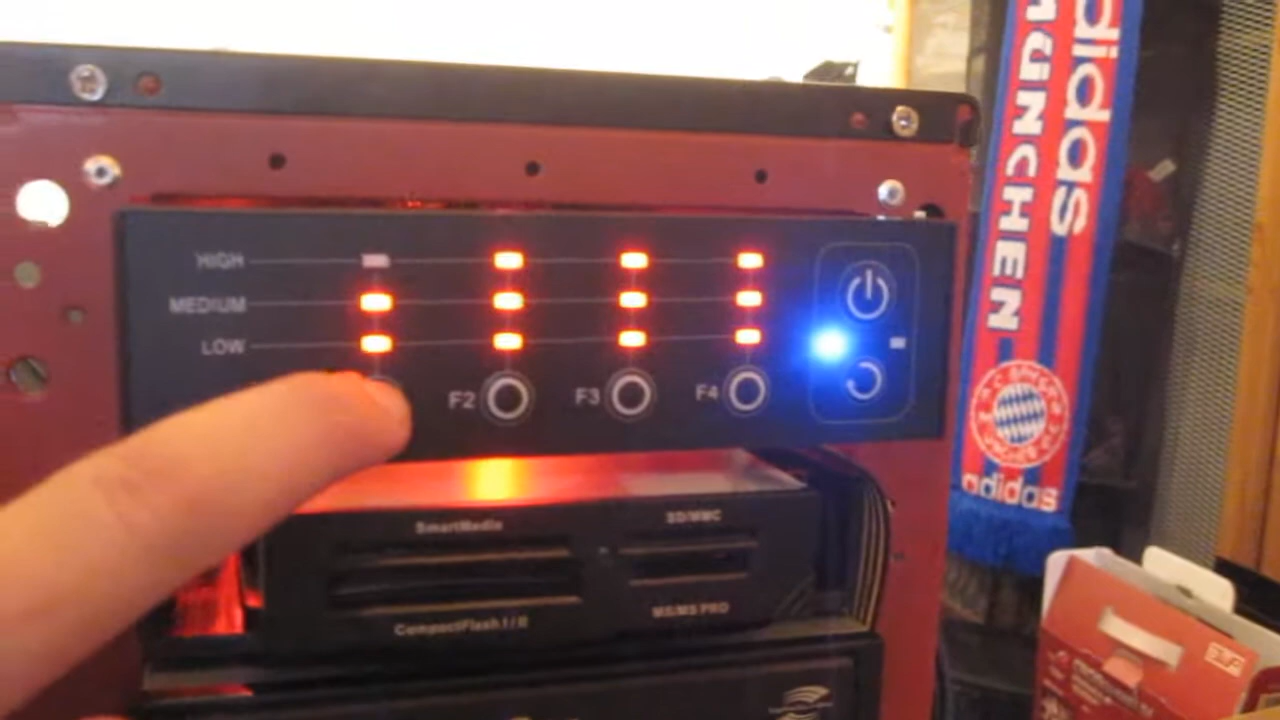 HIGH
MEDIUM
LOW
F2
F3
F4
SmartMedia
SD/MMC
CompactFlash I / II
MS/MS PRO
MÜNCHEN
adidas
adidas